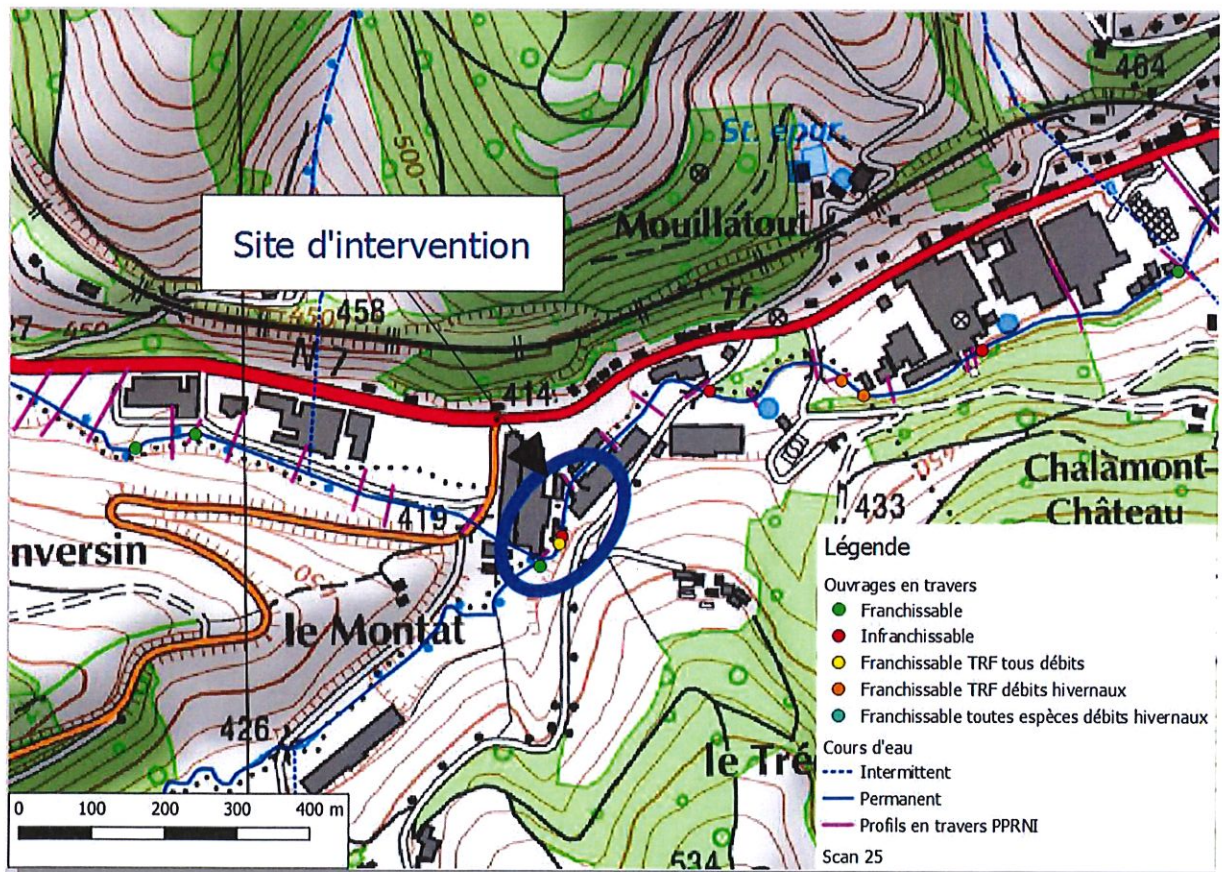 464
500
St. épur.
Mouillatout
Tf.
Site d'intervention
450
450
458
N 7
414
Chalamont-
Château
450
433
419
nversin
50
le Montat
426
le Tré
534
0 100 200 300 400 m
Légende
Ouvrages en travers
Franchissable
Infranchissable
Franchissable TRF tous débits
Franchissable TRF débits hivernaux
Franchissable toutes espèces débits hivernaux
Cours d'eau
Intermittent
Permanent
Profils en travers PPRNI
Scan 25